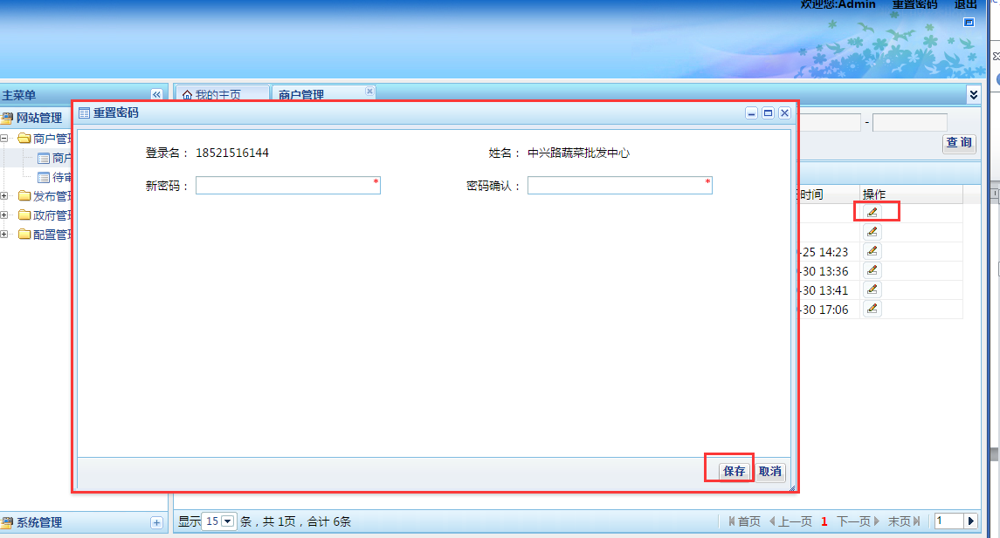 欢迎您:Admin 重置密码 退出
主菜单
我的主页
商户管理
网站管理
商户管
商户
待审
发布管
政府管
配置管
系统管理
重置密码
登录名： 18521516144 姓名： 中兴路蔬菜批发中心
新密码： * 密码确认： *
保存 取消
-
查 询
时间 操作
-25 14:23
-30 13:36
-30 13:41
-30 17:06
显示 15 条，共 1页，合计 6条
首页 上一页 1 下一页 末页 1